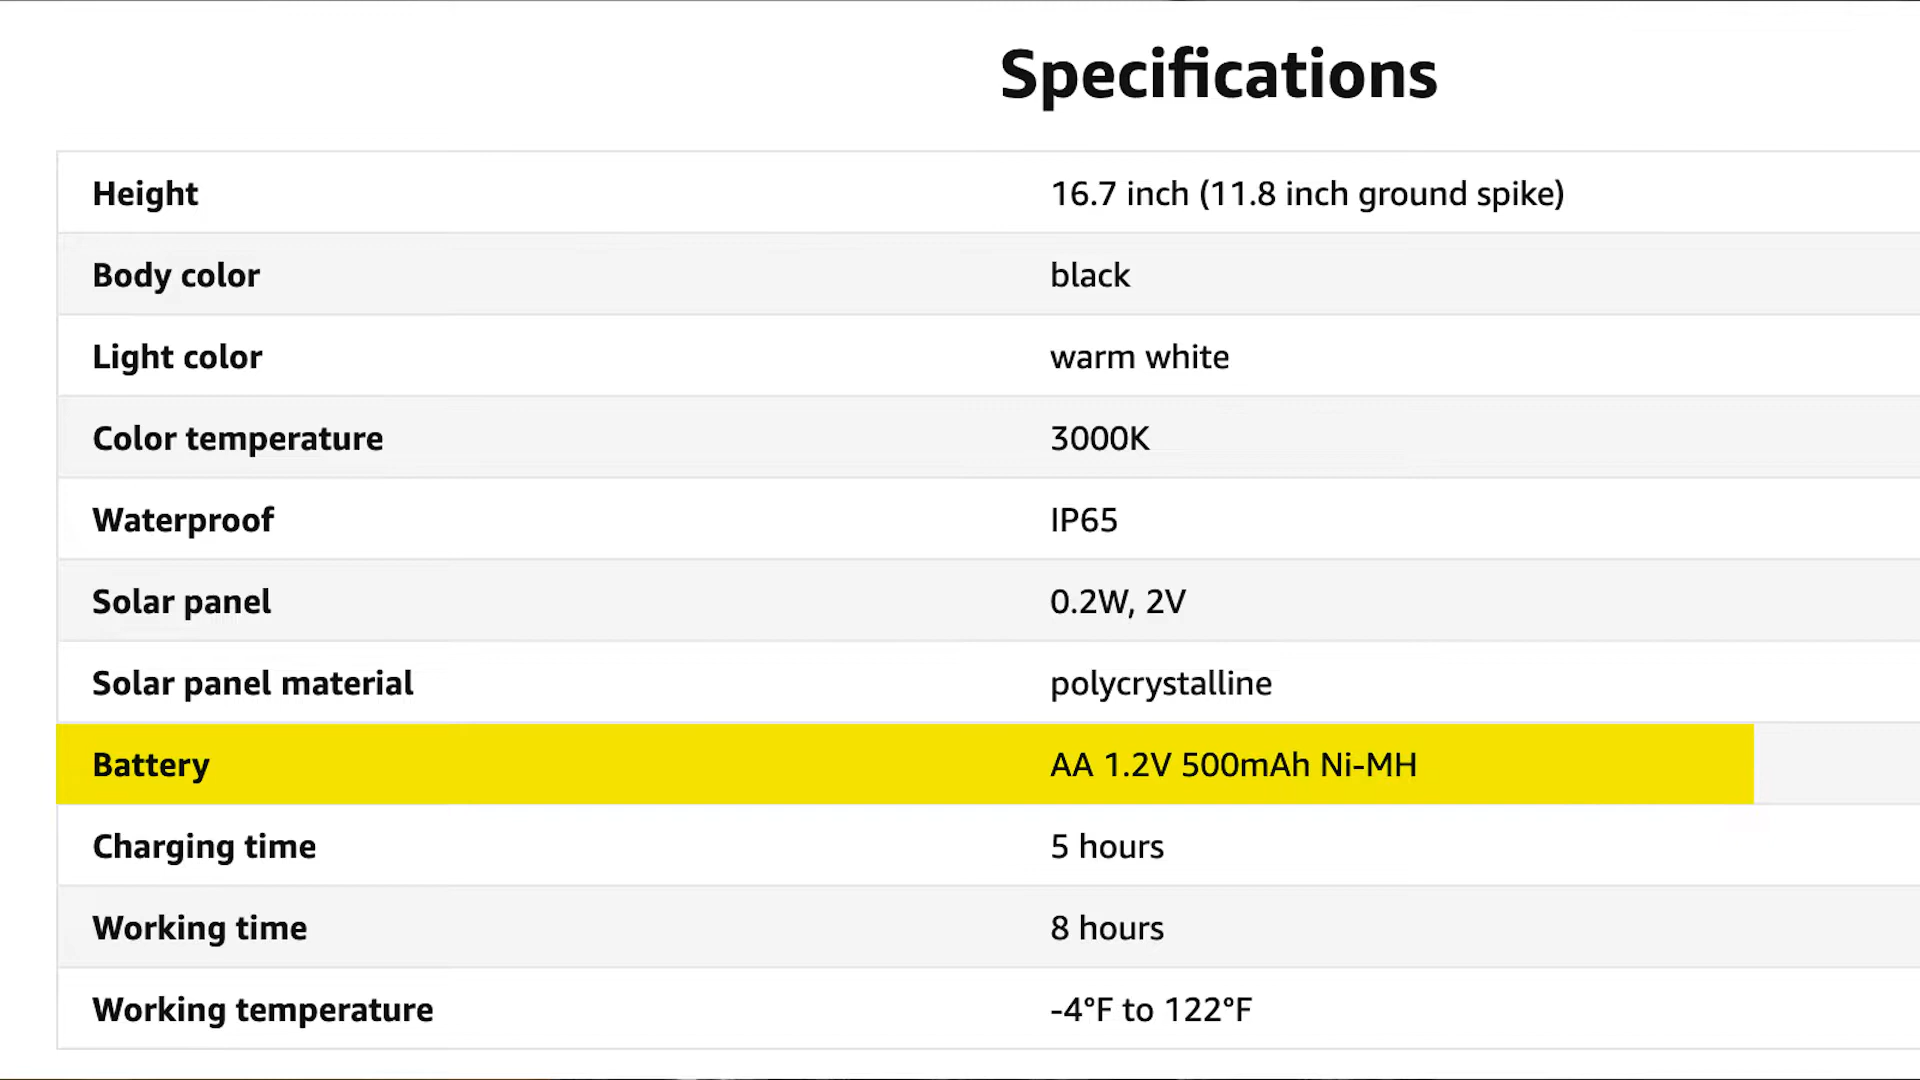 Specifications
Height 16.7 inch (11.8 inch ground spike)
Body color black
Light color warm white
Color temperature 3000K
Waterproof IP65
Solar panel 0.2W, 2V
Solar panel material polycrystalline
Battery AA 1.2V 500mAh Ni-MH
Charging time 5 hours
Working time 8 hours
Working temperature -4°F to 122°F